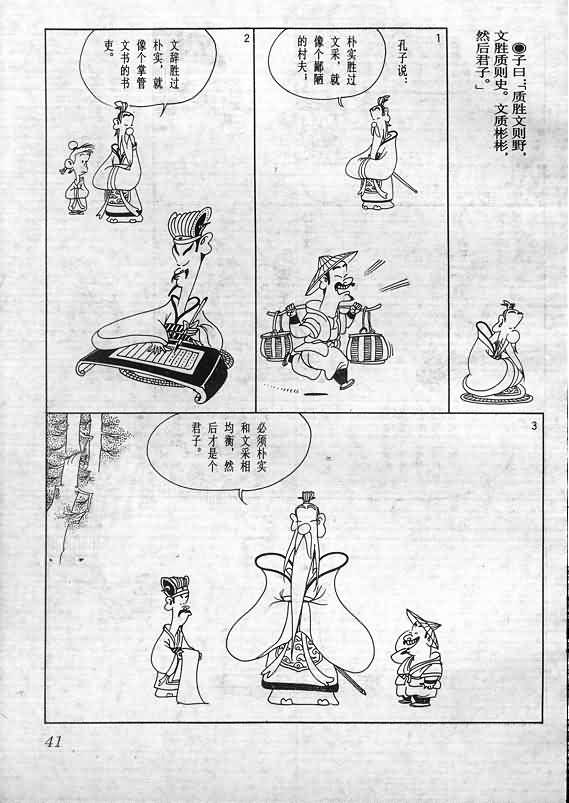 ●子曰：「质胜文则野，
文胜质则史。文质彬彬，
然后君子。」
1
孔子说：
朴实胜过
文采，就
像个鄙陋
的村夫；
2
文辞胜过
朴实，就
像个掌管
文书的书
吏。
3
必须朴实
和文采相
均衡，然
后才是个
君子。
41